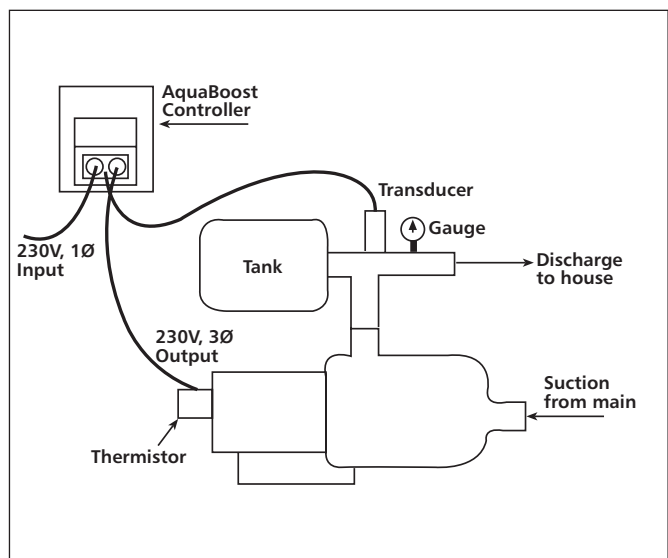 AquaBoost
Controller
Transducer
Gauge
230V, 1Ø
Input
Tank
Discharge
to house
230V, 3Ø
Output
Suction
from main
Thermistor